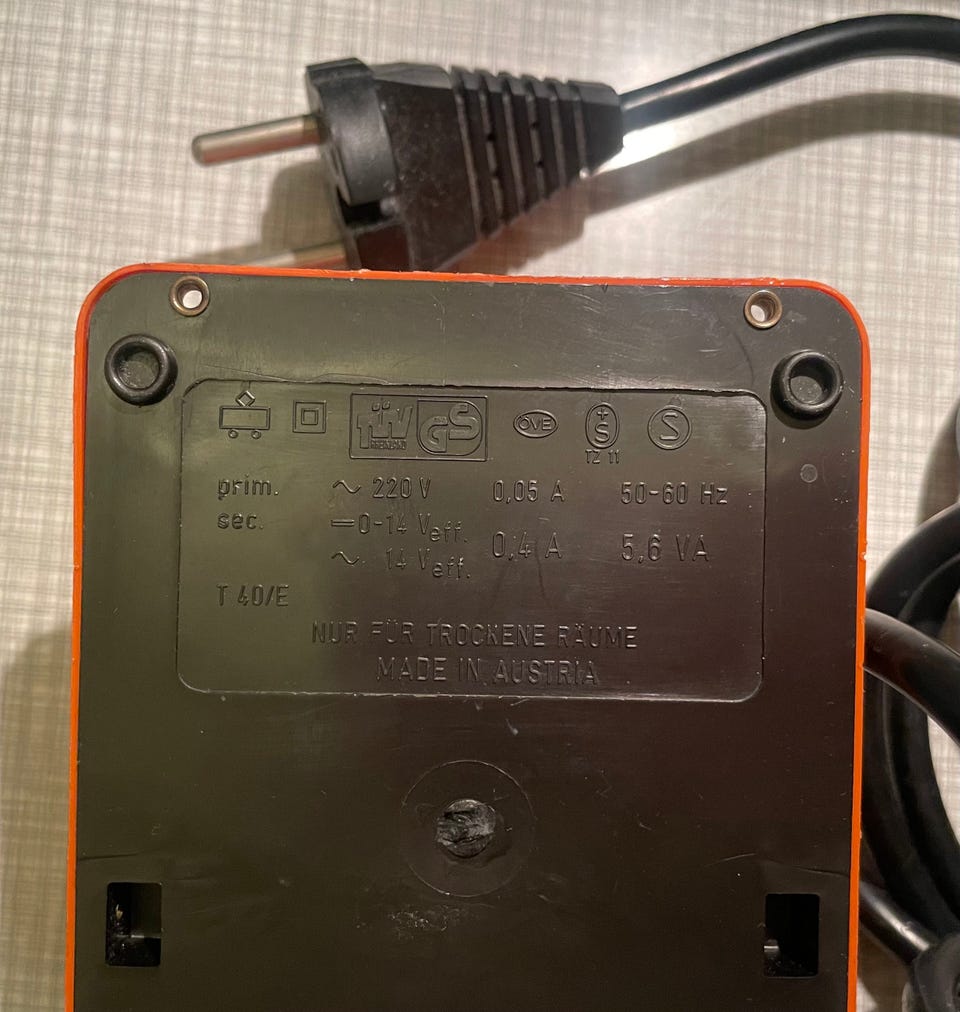 TÜV RHEINLAND GS ÖVE +S S
TZ 11
prim. ~ 220 V 0,05 A 50-60 Hz
sec. ⎓ 0-14 Veff.
~ 14 Veff. 0,4 A 5,6 VA
T 40/E
NUR FÜR TROCKENE RÄUME
MADE IN AUSTRIA